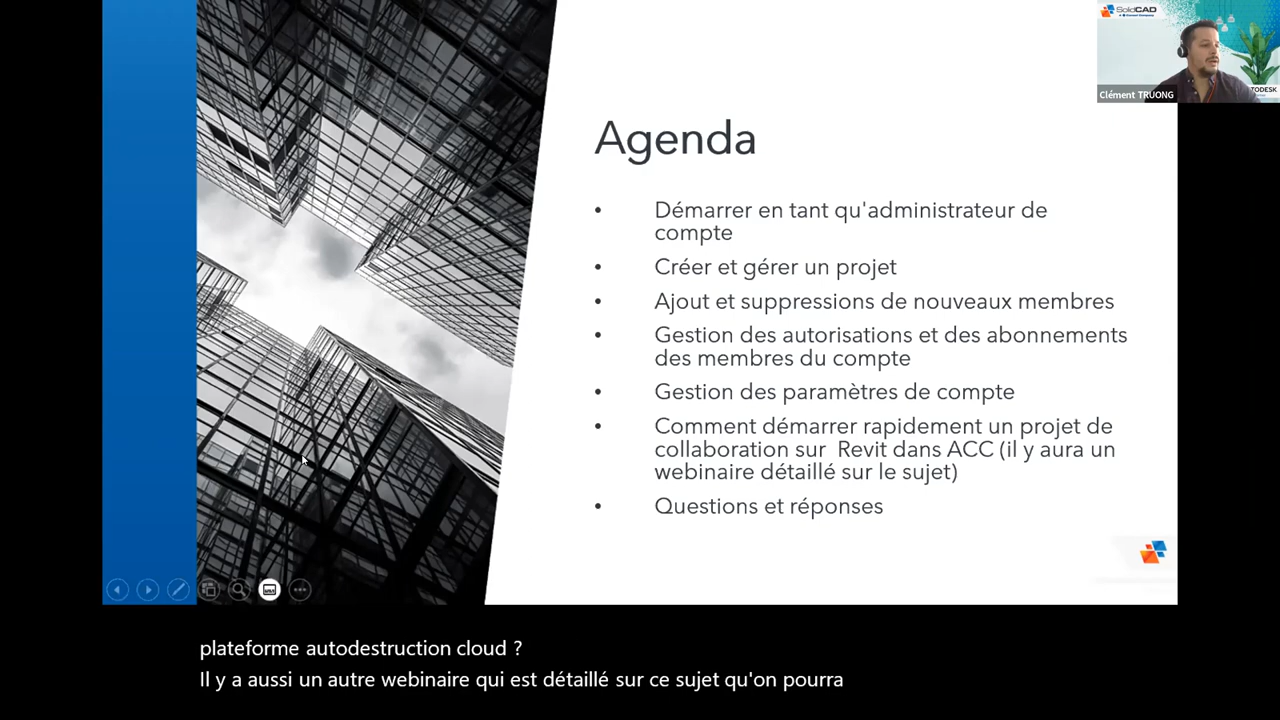 SolidCAD
Clément TRUONG
TODESK
Agenda
• Démarrer en tant qu'administrateur de
compte
• Créer et gérer un projet
• Ajout et suppressions de nouveaux membres
• Gestion des autorisations et des abonnements
des membres du compte
• Gestion des paramètres de compte
• Comment démarrer rapidement un projet de
collaboration sur Revit dans ACC (il y aura un
webinaire détaillé sur le sujet)
• Questions et réponses
plateforme autodestruction cloud ?
Il y a aussi un autre webinaire qui est détaillé sur ce sujet qu'on pourra